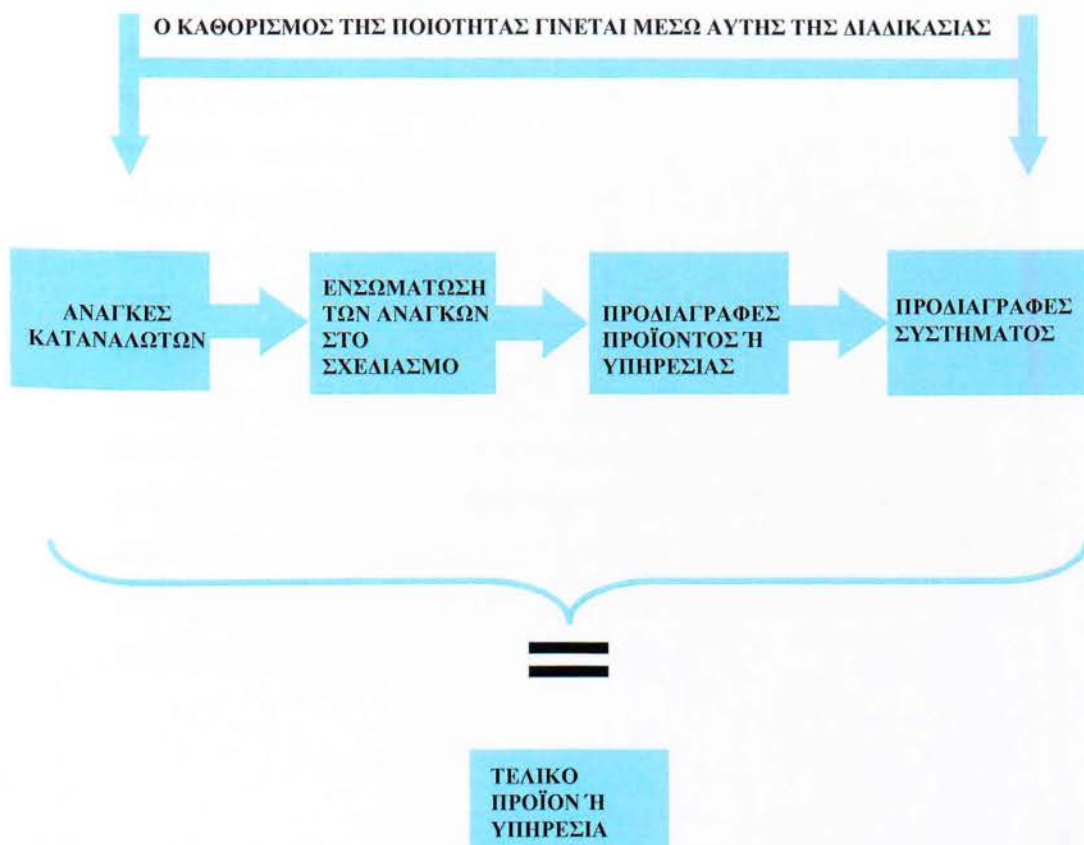 Ο ΚΑΘΟΡΙΣΜΟΣ ΤΗΣ ΠΟΙΟΤΗΤΑΣ ΓΙΝΕΤΑΙ ΜΕΣΩ ΑΥΤΗΣ ΤΗΣ ΔΙΑΔΙΚΑΣΙΑΣ
ΑΝΑΓΚΕΣ
ΚΑΤΑΝΑΛΩΤΩΝ
ΕΝΣΩΜΑΤΩΣΗ
ΤΩΝ ΑΝΑΓΚΩΝ
ΣΤΟ
ΣΧΕΔΙΑΣΜΟ
ΠΡΟΔΙΑΓΡΑΦΕΣ
ΠΡΟΪΟΝΤΟΣ Ή
ΥΠΗΡΕΣΙΑΣ
ΠΡΟΔΙΑΓΡΑΦΕΣ
ΣΥΣΤΗΜΑΤΟΣ
=
ΤΕΛΙΚΟ
ΠΡΟΪΟΝ Ή
ΥΠΗΡΕΣΙΑ